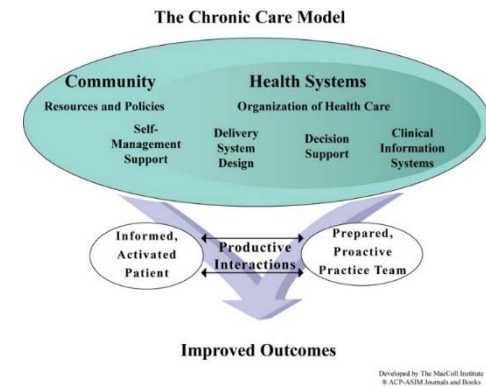 The Chronic Care Model
Community
Resources and Policies
Health Systems
Organization of Health Care
Self-
Management
Support
Delivery
System
Design
Decision
Support
Clinical
Information
Systems
Informed,
Activated
Patient
Productive
Interactions
Prepared,
Proactive
Practice Team
Improved Outcomes
Developed by The MacColl Institute
® ACP-ASIM Journals and Books